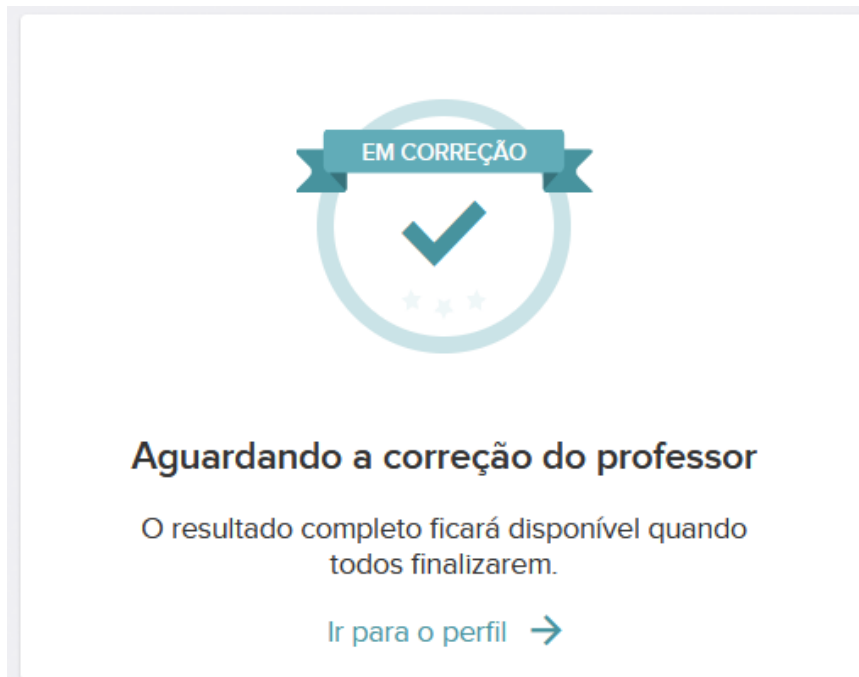 EM CORREÇÃO
Aguardando a correção do professor
O resultado completo ficará disponível quando
todos finalizarem.
Ir para o perfil →